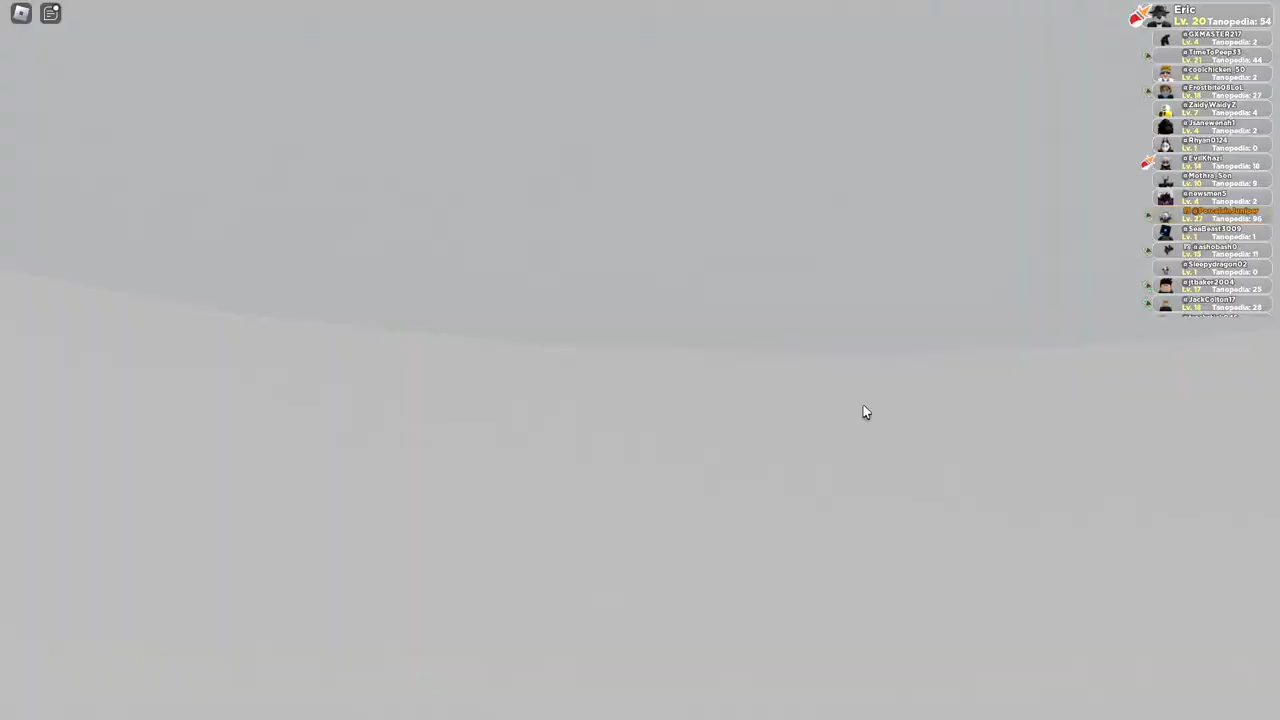 Eric
Lv. 20 Tanopedia: 54
@GXMASTER217
Lv. 4 Tanopedia: 2
@TimeToPeep33
Lv. 21 Tanopedia: 44
@coolchicken_50
Lv. 4 Tanopedia: 2
@Frostbite08LoL
Lv. 18 Tanopedia: 27
@ZaidyWaidyZ
Lv. 7 Tanopedia: 4
@Jsanewenah1
Lv. 4 Tanopedia: 2
@Rhyan0124
Lv. 1 Tanopedia: 0
@EvilKhazi
Lv. 14 Tanopedia: 18
@Mothra_Son
Lv. 10 Tanopedia: 9
@newsmen5
Lv. 4 Tanopedia: 2
@PorcelainJuniper
Lv. 27 Tanopedia: 96
@SeaBeast3009
Lv. 1 Tanopedia: 1
@ashobash0
Lv. 15 Tanopedia: 11
@Sleepydragon02
Lv. 1 Tanopedia: 0
@jtbaker2004
Lv. 17 Tanopedia: 25
@JackColton17
Lv. 18 Tanopedia: 28